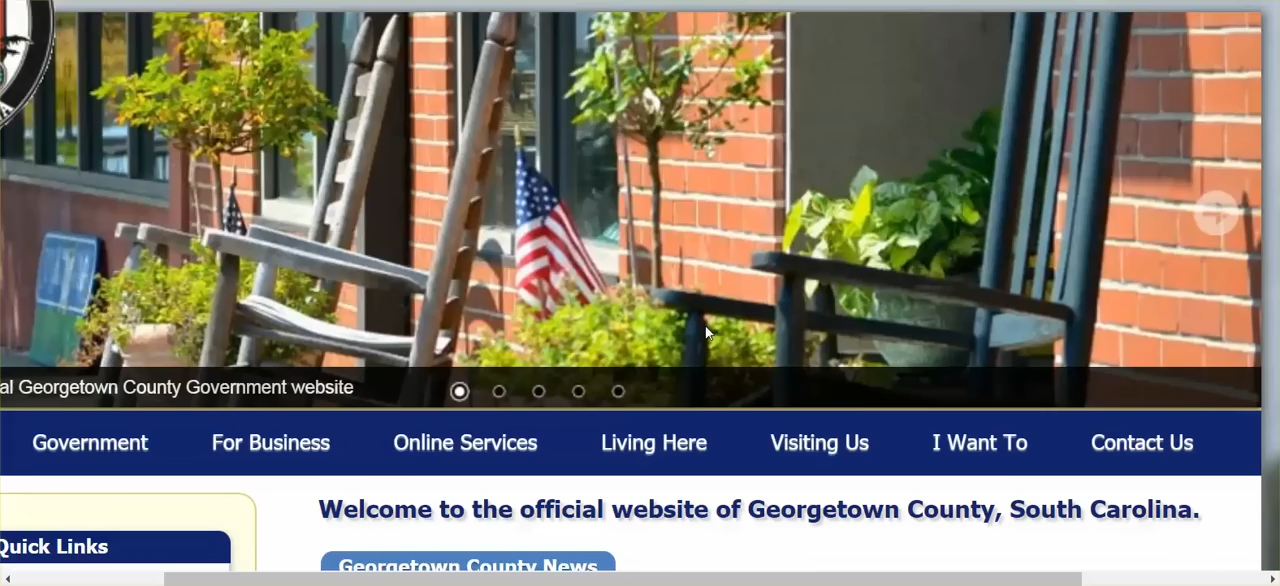 al Georgetown County Government website
Government For Business Online Services Living Here Visiting Us I Want To Contact Us
Welcome to the official website of Georgetown County, South Carolina.
Quick Links
Georgetown County News